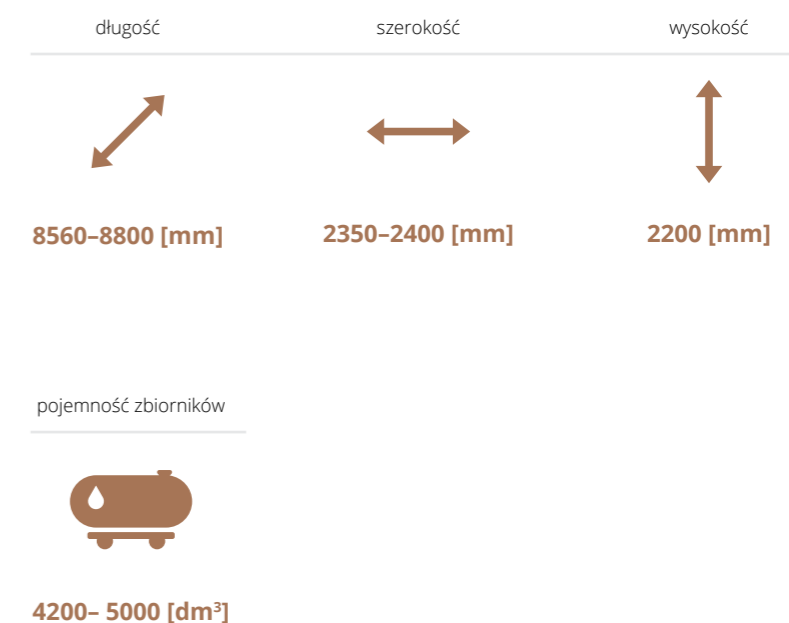 długość szerokość wysokość
8560–8800 [mm] 2350–2400 [mm] 2200 [mm]
pojemność zbiorników
4200– 5000 [dm³]